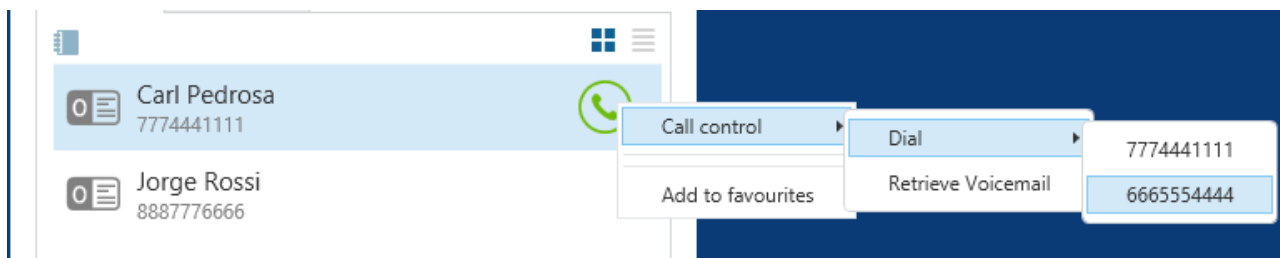 Carl Pedrosa
7774441111
Call control
Dial
7774441111
Jorge Rossi
8887776666
Add to favourites
Retrieve Voicemail
6665554444